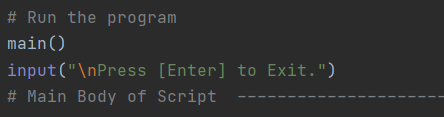 # Run the program
main()
input("\nPress [Enter] to Exit.")
# Main Body of Script  ---------------------